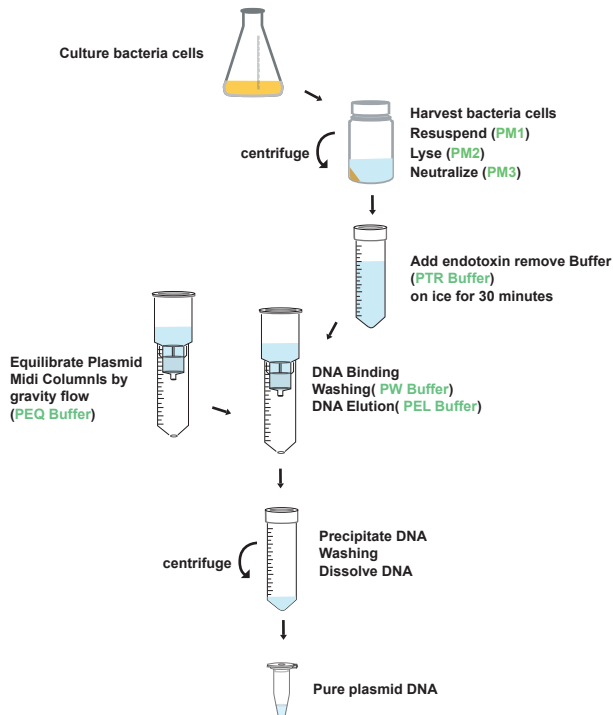 Culture bacteria cells
Harvest bacteria cells
Resuspend (PM1)
Lyse (PM2)
Neutralize (PM3)
centrifuge
Add endotoxin remove Buffer
(PTR Buffer)
on ice for 30 minutes
Equilibrate Plasmid
Midi Columnls by
gravity flow
(PEQ Buffer)
DNA Binding
Washing( PW Buffer)
DNA Elution( PEL Buffer)
centrifuge
Precipitate DNA
Washing
Dissolve DNA
Pure plasmid DNA